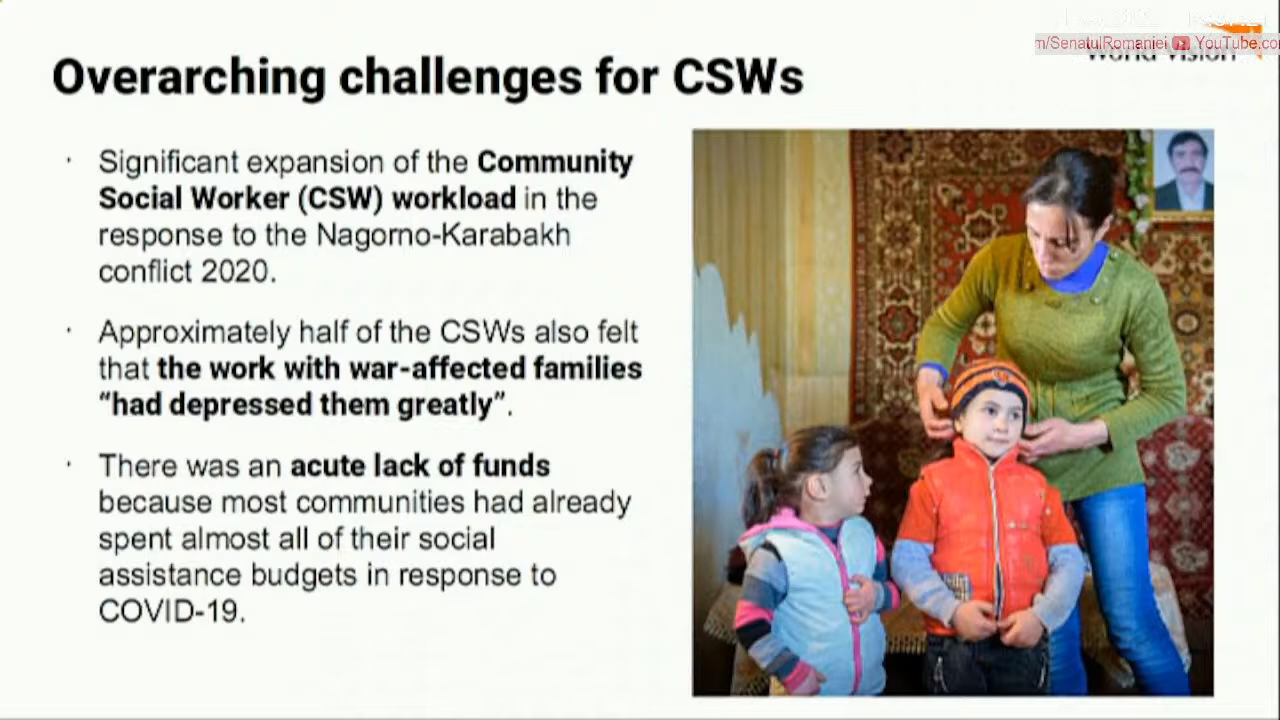 m/SenatulRomaniei YouTube.co
World Vision
Overarching challenges for CSWs
· Significant expansion of the Community
Social Worker (CSW) workload in the
response to the Nagorno-Karabakh
conflict 2020.
· Approximately half of the CSWs also felt
that the work with war-affected families
“had depressed them greatly”.
· There was an acute lack of funds
because most communities had already
spent almost all of their social
assistance budgets in response to
COVID-19.